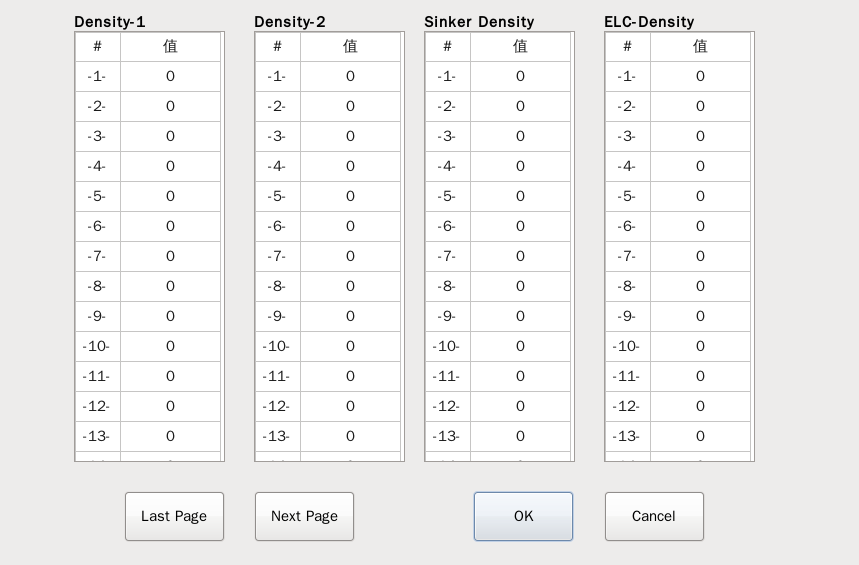 Density-1 Density-2 Sinker Density ELC-Density
# 值 # 值 # 值 # 值
-1- 0 -1- 0 -1- 0 -1- 0
-2- 0 -2- 0 -2- 0 -2- 0
-3- 0 -3- 0 -3- 0 -3- 0
-4- 0 -4- 0 -4- 0 -4- 0
-5- 0 -5- 0 -5- 0 -5- 0
-6- 0 -6- 0 -6- 0 -6- 0
-7- 0 -7- 0 -7- 0 -7- 0
-8- 0 -8- 0 -8- 0 -8- 0
-9- 0 -9- 0 -9- 0 -9- 0
-10- 0 -10- 0 -10- 0 -10- 0
-11- 0 -11- 0 -11- 0 -11- 0
-12- 0 -12- 0 -12- 0 -12- 0
-13- 0 -13- 0 -13- 0 -13- 0
Last Page Next Page OK Cancel